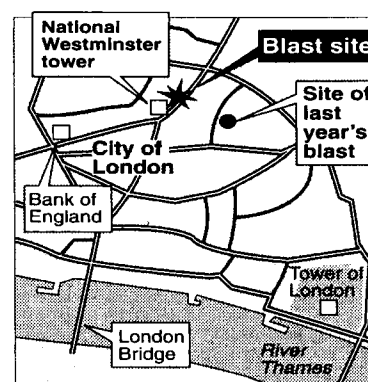 National
Westminster
tower
Blast site
Site of
last
year's
blast
City of
London
Bank of
England
Tower of
London
London
Bridge
River
Thames